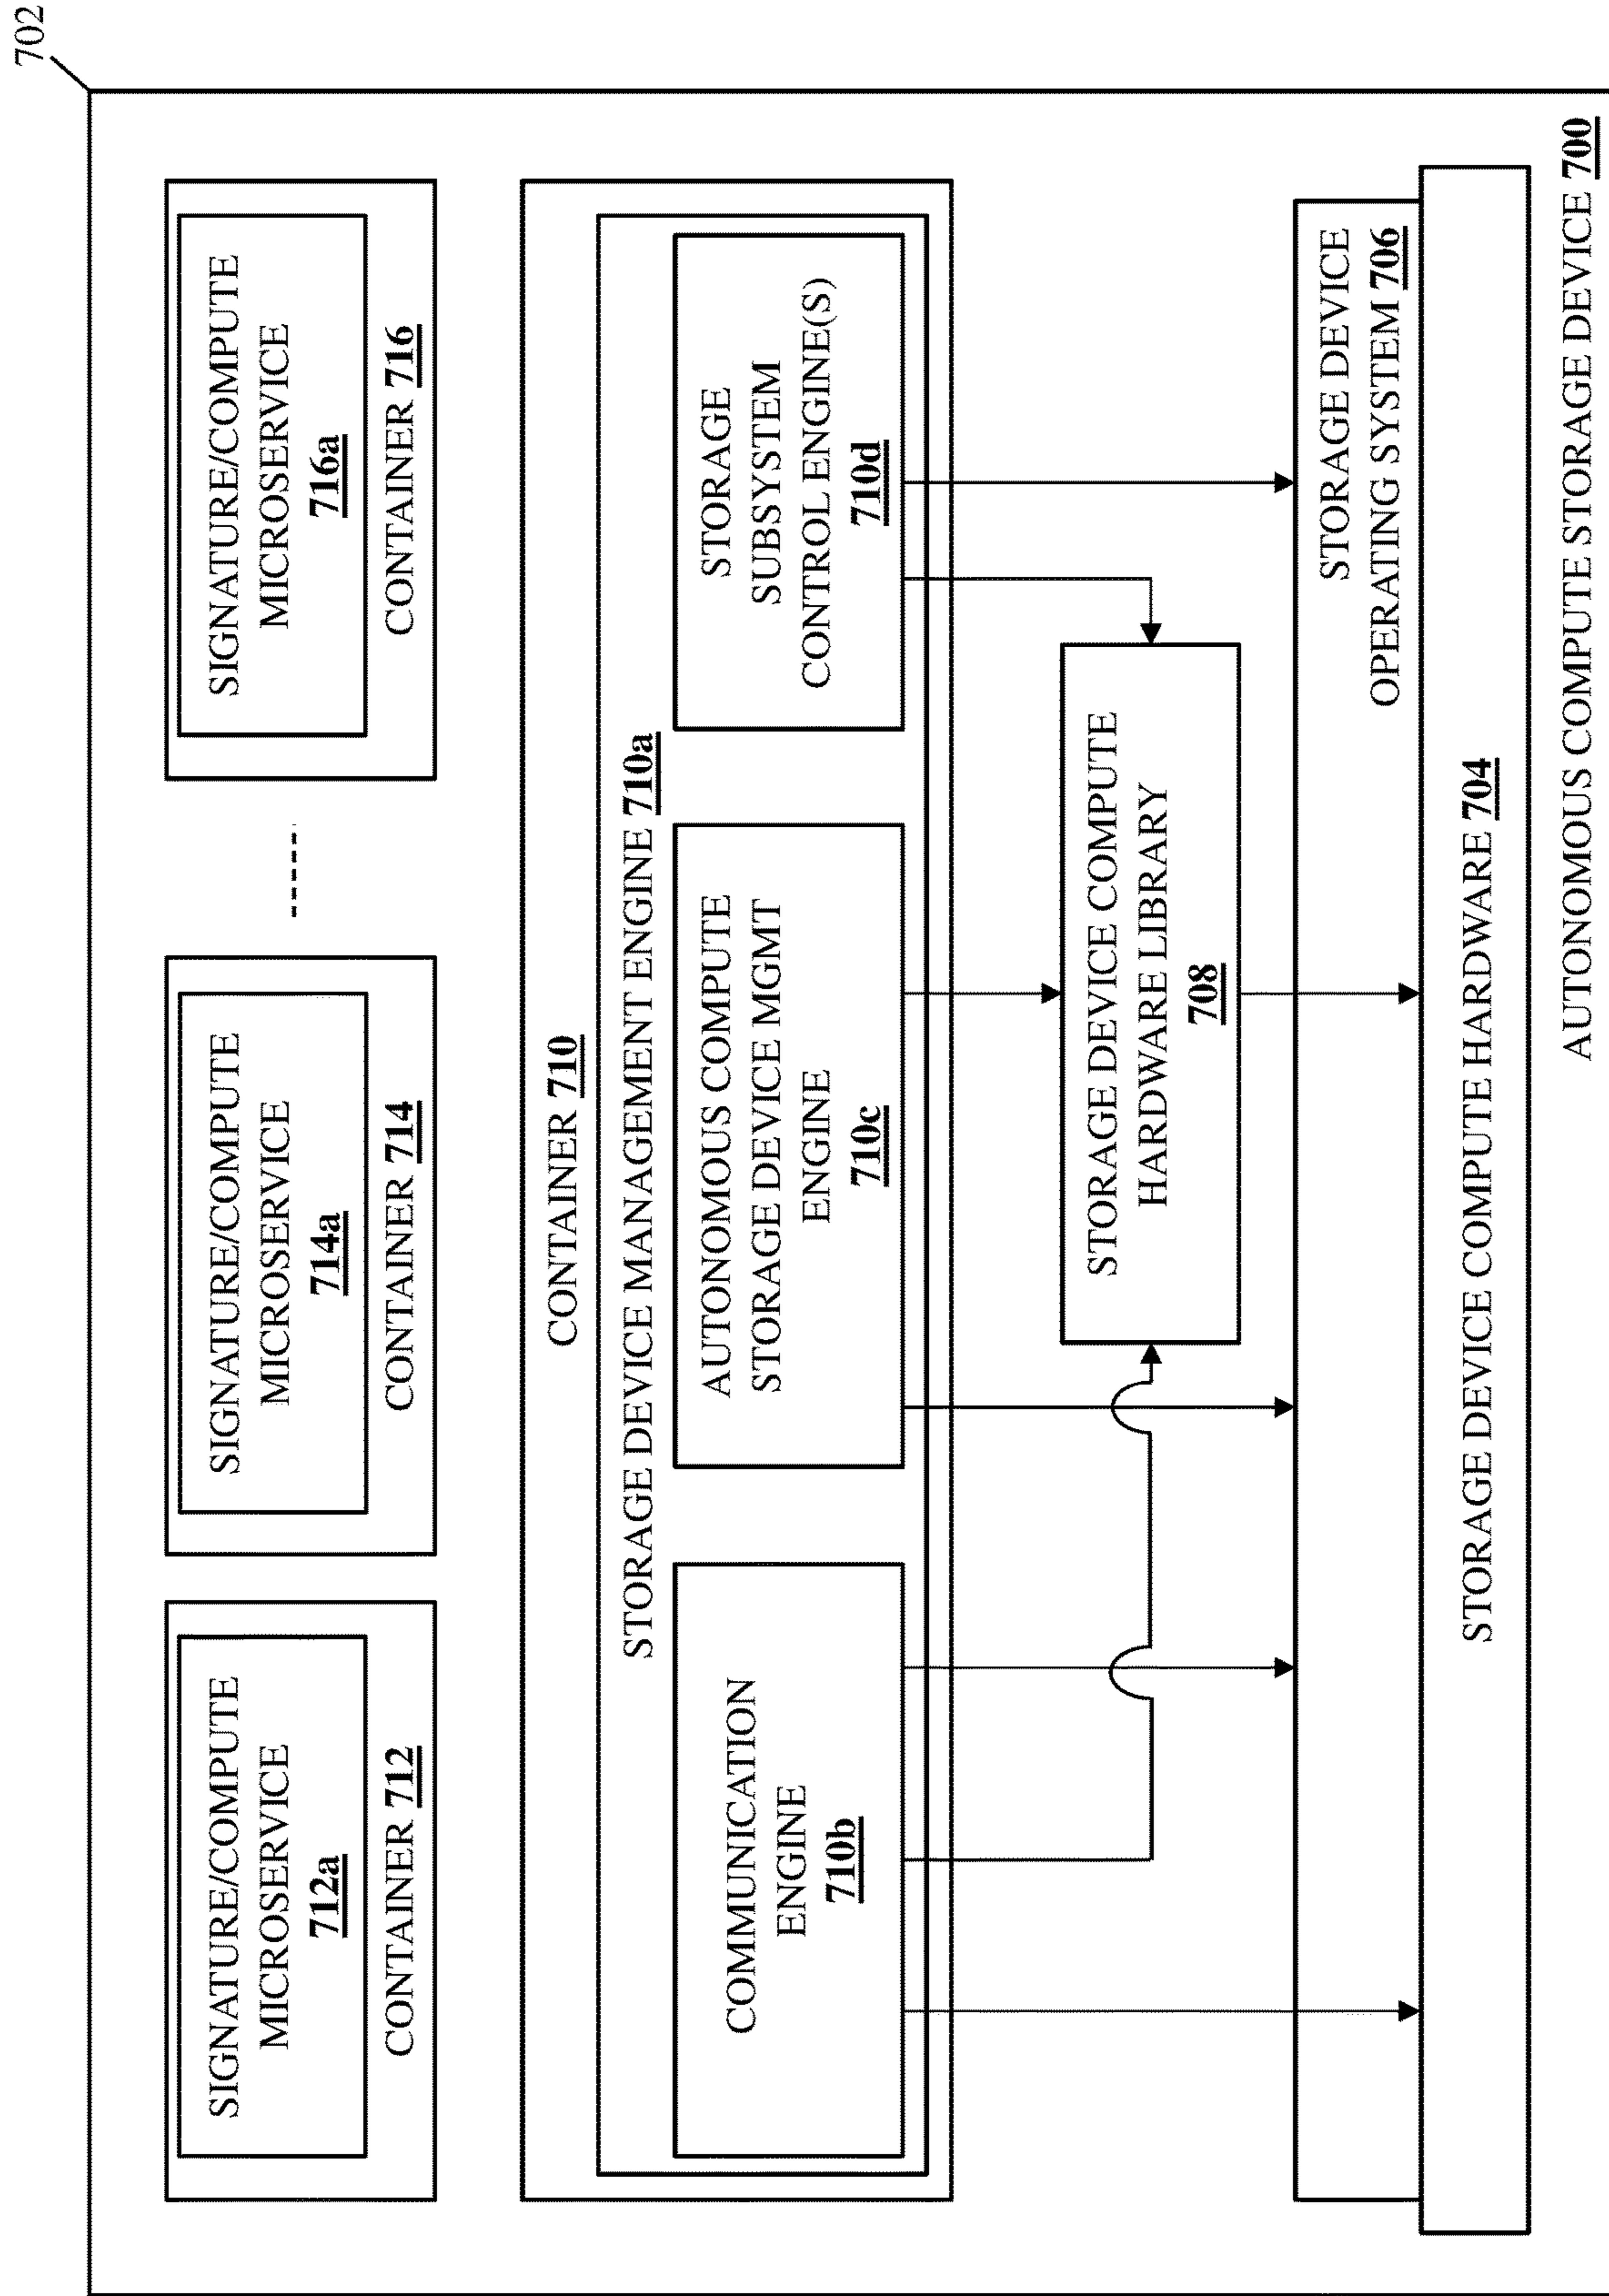 702
SIGNATURE/COMPUTE
MICROSERVICE
712a
CONTAINER 712
SIGNATURE/COMPUTE
MICROSERVICE
714a
CONTAINER 714
SIGNATURE/COMPUTE
MICROSERVICE
716a
CONTAINER 716
CONTAINER 710
STORAGE DEVICE MANAGEMENT ENGINE 710a
COMMUNICATION
ENGINE
710b
AUTONOMOUS COMPUTE
STORAGE DEVICE MGMT
ENGINE
710c
STORAGE
SUBSYSTEM
CONTROL ENGINE(S)
710d
STORAGE DEVICE COMPUTE
HARDWARE LIBRARY
708
STORAGE DEVICE
OPERATING SYSTEM 706
STORAGE DEVICE COMPUTE HARDWARE 704
AUTONOMOUS COMPUTE STORAGE DEVICE 700